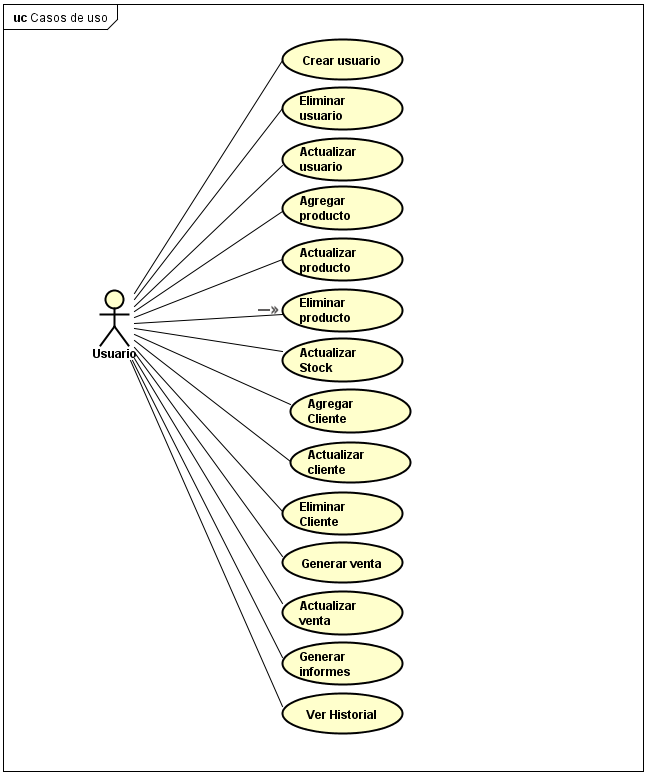 uc Casos de uso
Crear usuario
Eliminar
usuario
Actualizar
usuario
Agregar
producto
Actualizar
producto
Eliminar
producto
Actualizar
Stock
Usuario
Agregar
Cliente
Actualizar
cliente
Eliminar
Cliente
Generar venta
Actualizar
venta
Generar
informes
Ver Historial